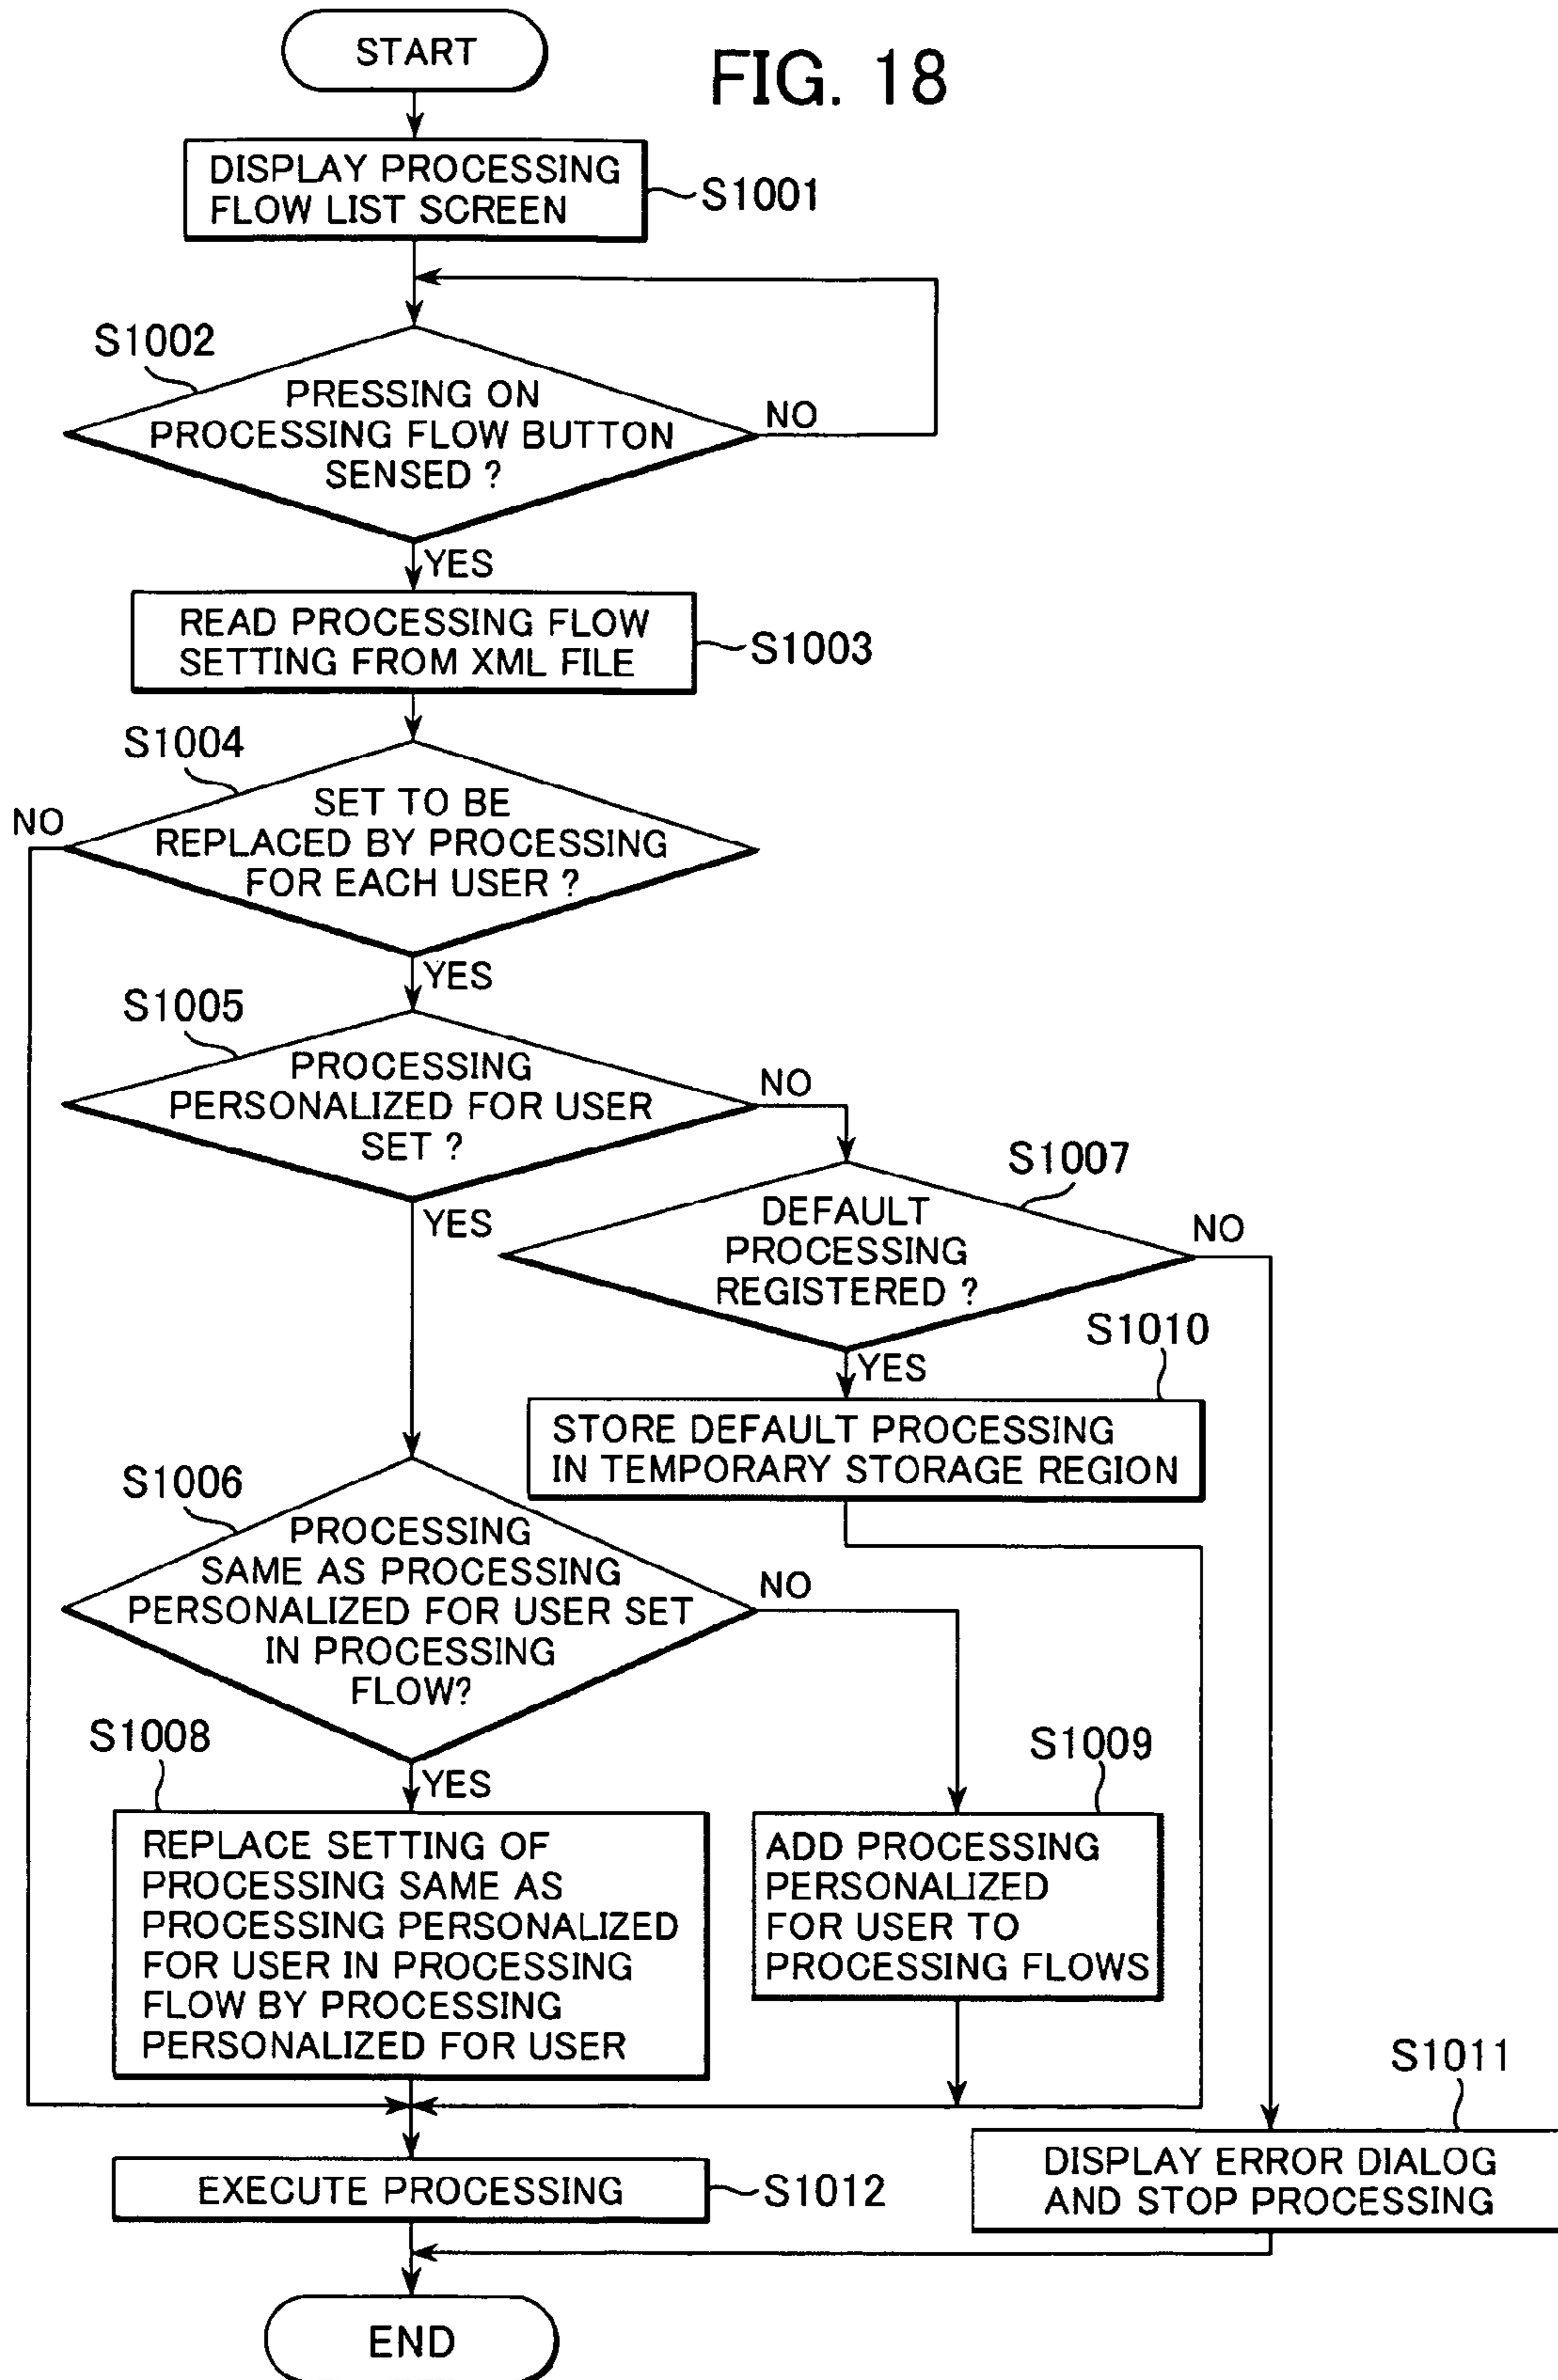 START
FIG. 18
DISPLAY PROCESSING
FLOW LIST SCREEN
S1001
S1002
PRESSING ON
PROCESSING FLOW BUTTON
SENSED ?
NO
YES
READ PROCESSING FLOW
SETTING FROM XML FILE
S1003
S1004
NO
SET TO BE
REPLACED BY PROCESSING
FOR EACH USER ?
YES
S1005
PROCESSING
PERSONALIZED FOR USER
SET ?
NO
YES
S1007
DEFAULT
PROCESSING
REGISTERED ?
NO
YES
S1010
STORE DEFAULT PROCESSING
IN TEMPORARY STORAGE REGION
S1006
PROCESSING
SAME AS PROCESSING
PERSONALIZED FOR USER SET
IN PROCESSING
FLOW?
NO
YES
S1008
REPLACE SETTING OF
PROCESSING SAME AS
PROCESSING PERSONALIZED
FOR USER IN PROCESSING
FLOW BY PROCESSING
PERSONALIZED FOR USER
S1009
ADD PROCESSING
PERSONALIZED
FOR USER TO
PROCESSING FLOWS
S1011
DISPLAY ERROR DIALOG
AND STOP PROCESSING
EXECUTE PROCESSING
S1012
END